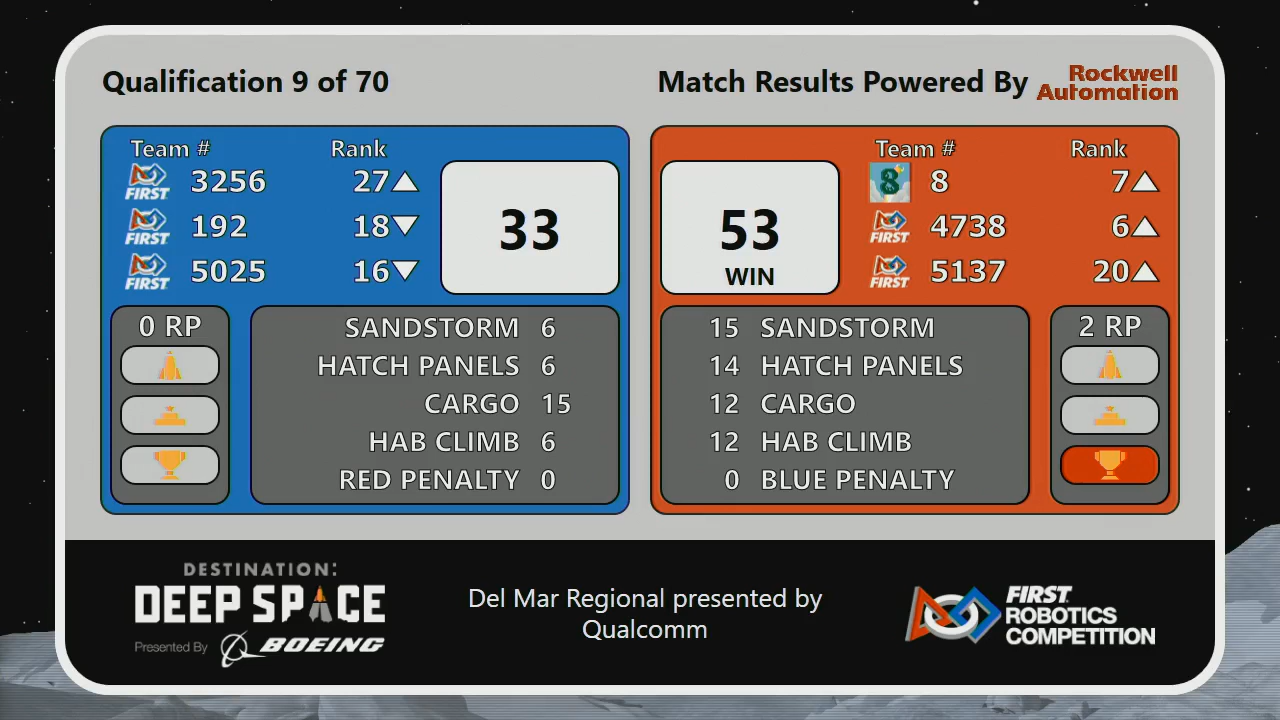 Qualification 9 of 70
Match Results Powered By Rockwell Automation
Team # Rank
FIRST 3256 27
FIRST 192 18
FIRST 5025 16
33
53
WIN
Team # Rank
8 8 7
FIRST 4738 6
FIRST 5137 20
0 RP
SANDSTORM 6
HATCH PANELS 6
CARGO 15
HAB CLIMB 6
RED PENALTY 0
15 SANDSTORM
14 HATCH PANELS
12 CARGO
12 HAB CLIMB
0 BLUE PENALTY
2 RP
DESTINATION:
DEEP SPACE
Presented By BOEING
Del Mar Regional presented by
Qualcomm
FIRST
ROBOTICS
COMPETITION